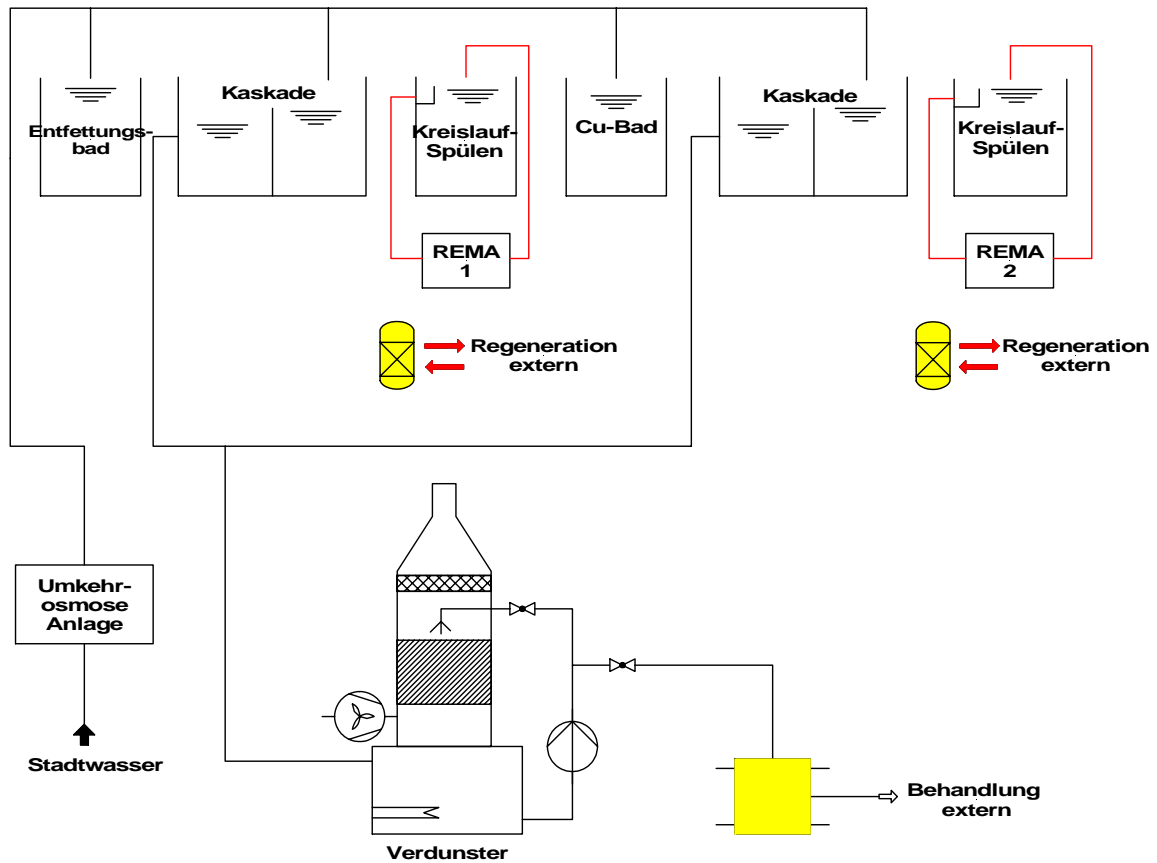 Entfettungs-
bad
Kaskade
Kreislauf-
Spülen
Cu-Bad
Kaskade
Kreislauf-
Spülen
REMA
1
REMA
2
Regeneration
extern
Regeneration
extern
Umkehr-
osmose
Anlage
Stadtwasser
Verdunster
Behandlung
extern